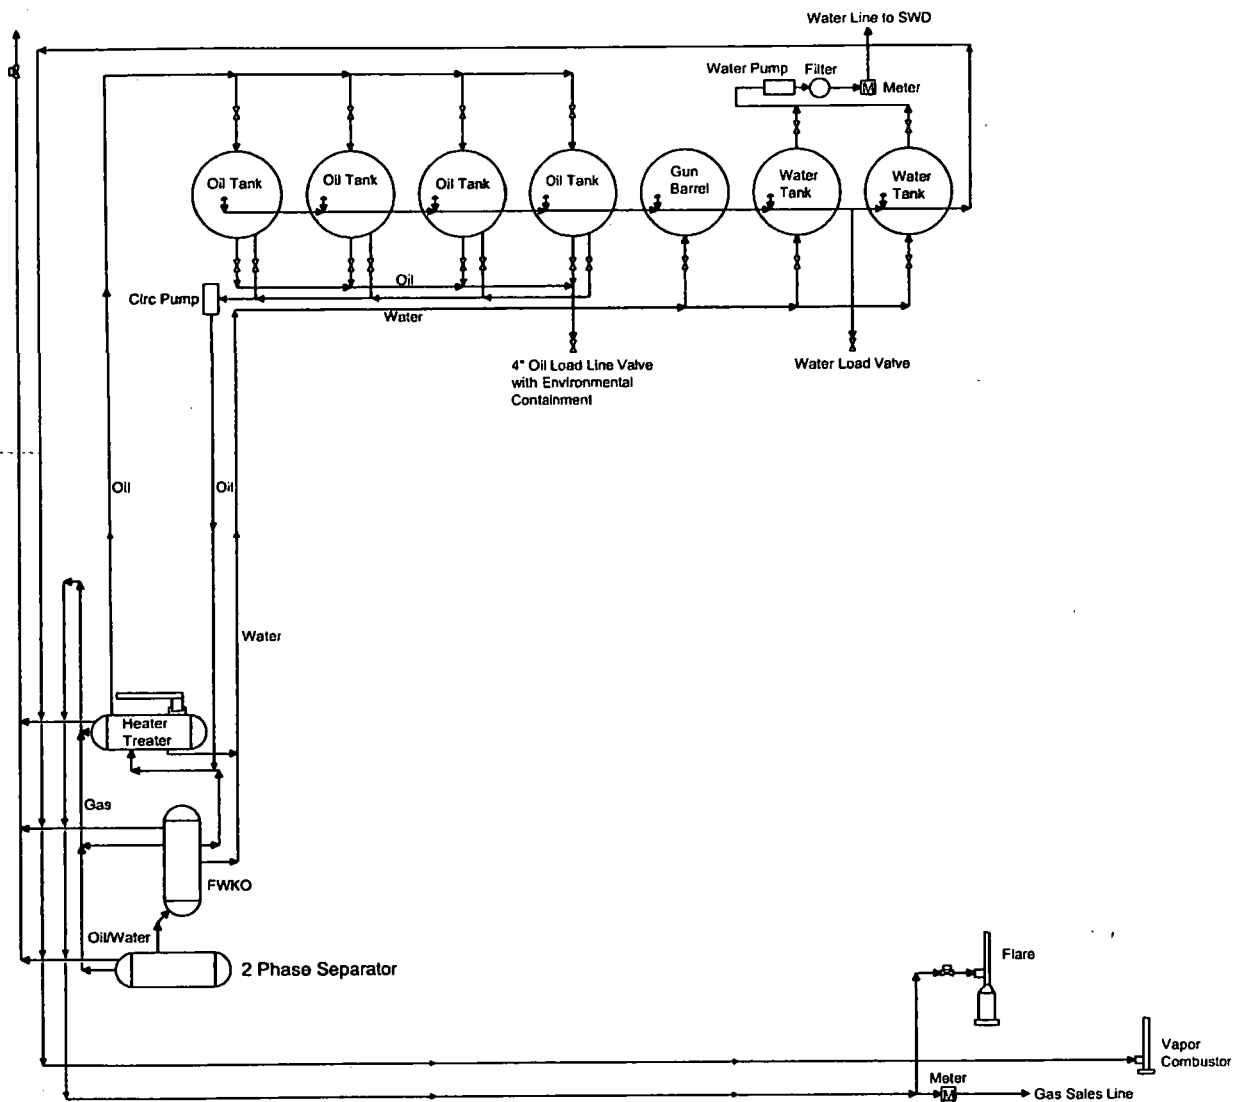 Water Line to SWD
Water Pump
Filter
M
Meter
Oil Tank
Oil Tank
Oil Tank
Oil Tank
Gun
Barrel
Water
Tank
Water
Tank
Oil
Circ Pump
Water
4" Oil Load Line Valve
with Environmental
Containment
Water Load Valve
Oil
Oil
Water
Heater
Treater
Gas
FWKO
Oil/Water
2 Phase Separator
Flare
Vapor
Combustor
Meter
M
Gas Sales Line